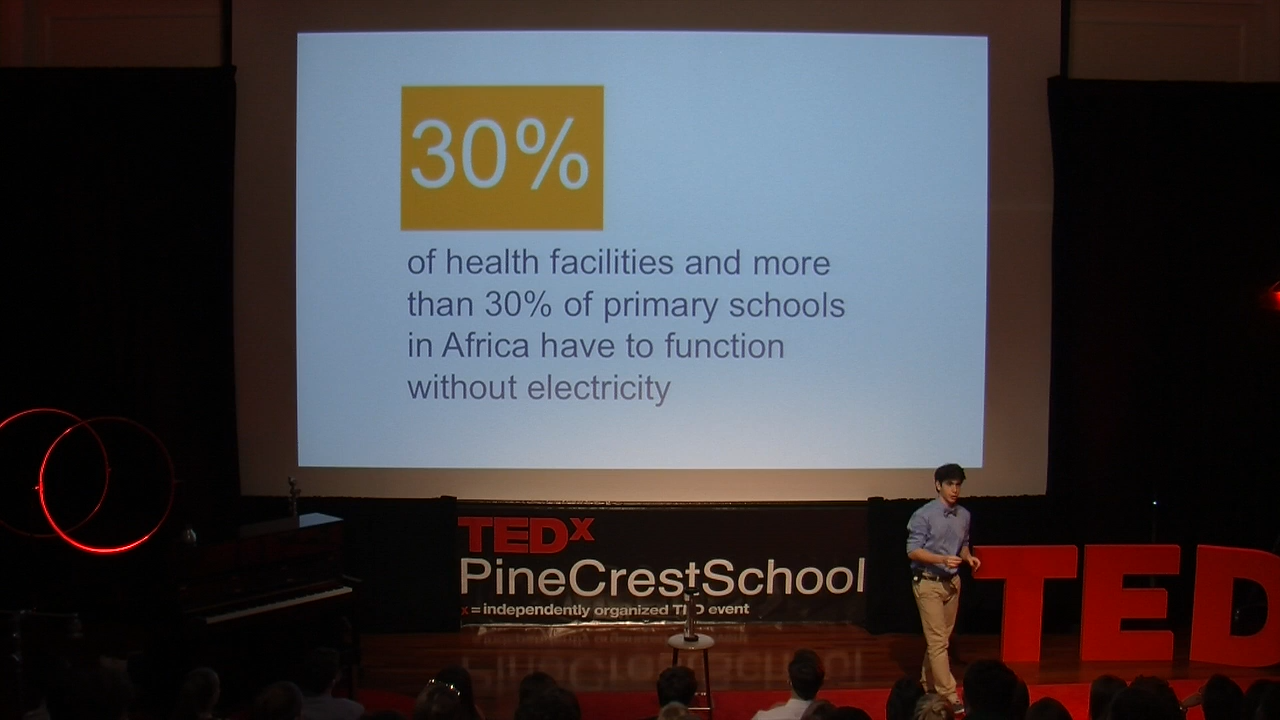 30%
of health facilities and more
than 30% of primary schools
in Africa have to function
without electricity
TEDx
PineCrestSchool
x=independently organized TED event
TED